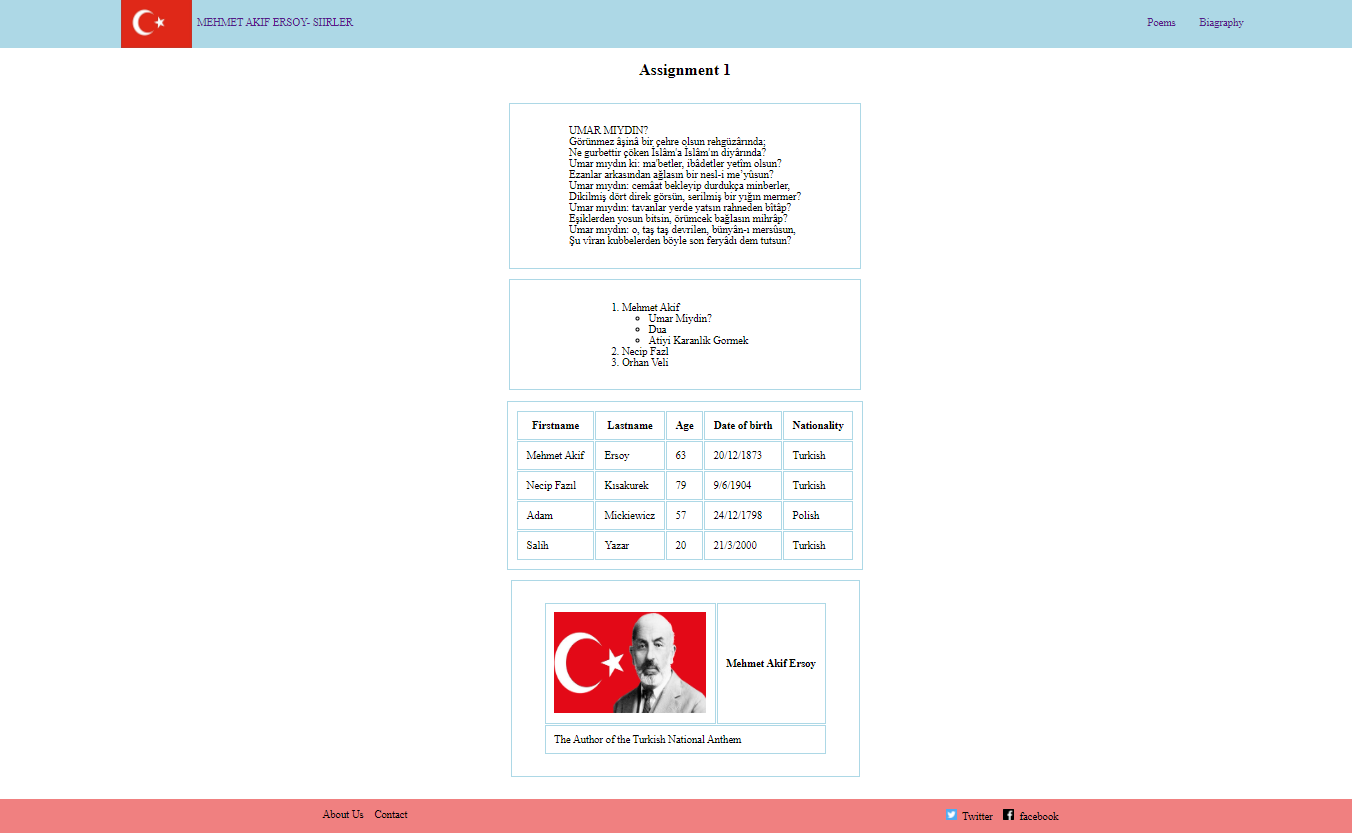 MEHMET AKIF ERSOY- SIIRLER
Poems Biagraphy
Assignment 1
UMAR MIYDIN?
Görünmez âşinâ bir çehre olsun rehgüzârında;
Ne gurbettir çöken İslâm'a İslâm'ın diyârında?
Umar mıydın ki: ma'betler, ibâdetler yetîm olsun?
Ezanlar arkasından ağlasın bir nesl-i me’yûsun?
Umar mıydın: cemâat bekleyip durdukça minberler,
Dikilmiş dört direk görsün, serilmiş bir yığın mermer?
Umar mıydın: tavanlar yerde yatsın rahneden bîtâp?
Eşiklerden yosun bitsin, örümcek bağlasın mihrâp?
Umar mıydın: o, taş taş devrilen, bünyân-ı mersûsun,
Şu vîran kubbelerden böyle son feryâdı dem tutsun?
1. Mehmet Akif
Umar Miydin?
Dua
Atiyi Karanlik Gormek
2. Necip Fazl
3. Orhan Veli
Firstname Lastname Age Date of birth Nationality
Mehmet Akif Ersoy 63 20/12/1873 Turkish
Necip Fazıl Kısakurek 79 9/6/1904 Turkish
Adam Mickiewicz 57 24/12/1798 Polish
Salih Yazar 20 21/3/2000 Turkish
Mehmet Akif Ersoy
The Author of the Turkish National Anthem
About Us Contact Twitter facebook